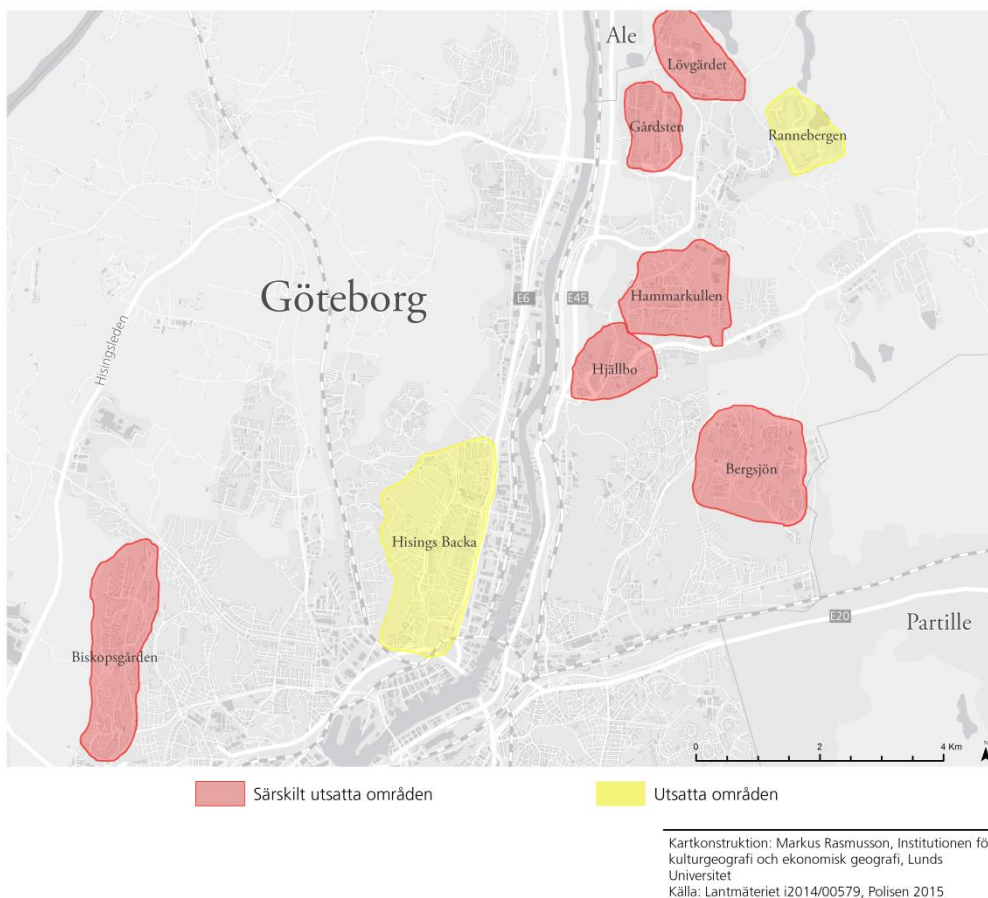 Ale
Lövgärdet
Gårdsten
Rannebergen
Göteborg
E6
E45
Hammarkullen
Hisingsleden
Hjällbo
Bergsjön
Hisings Backa
E20
Partille
Biskopsgården
0 2 4 Km
N
Särskilt utsatta områden
Utsatta områden
Kartkonstruktion: Markus Rasmusson, Institutionen fö
kulturgeografi och ekonomisk geografi, Lunds
Universitet
Källa: Lantmäteriet i2014/00579, Polisen 2015